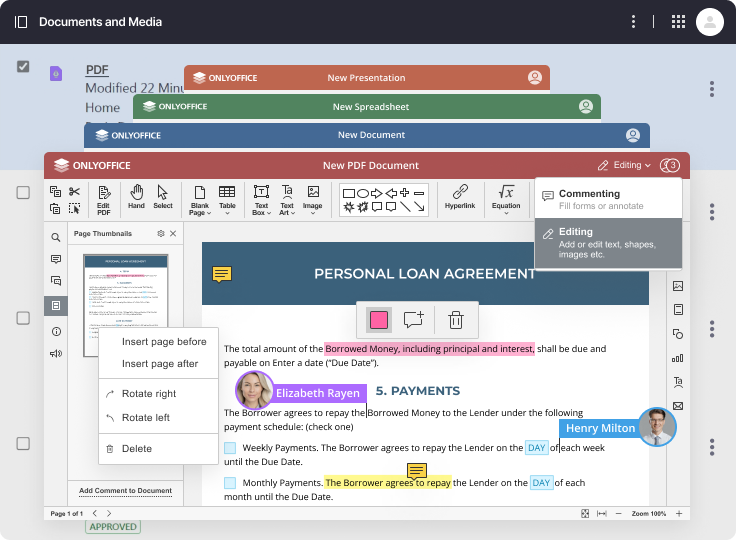 Documents and Media
PDF
Modified 22 Minu
Home
ONLYOFFICE New Presentation
ONLYOFFICE New Spreadsheet
ONLYOFFICE New Document
ONLYOFFICE New PDF Document Editing 3
Edit PDF
Hand
Select
Blank Page
Table
Text Box
Text Art
Image
Hyperlink
Equation
Commenting
Fill forms or annotate
Editing
Add or edit text, shapes,
images etc.
Page Thumbnails
Insert page before
Insert page after
Rotate right
Rotate left
Delete
Add Comment to Document
PERSONAL LOAN AGREEMENT
The total amount of the Borrowed Money, including principal and interest, shall be due and
payable on Enter a date (“Due Date”).
Elizabeth Rayen
5. PAYMENTS
The Borrower agrees to repay the Borrowed Money to the Lender under the following
payment schedule: (check one)
Henry Milton
Weekly Payments. The Borrower agrees to repay the Lender on the DAY of each week
until the Due Date.
Monthly Payments. The Borrower agrees to repay the Lender on the DAY of each
month until the Due Date.
Page 1 of 1
Zoom 100%
APPROVED